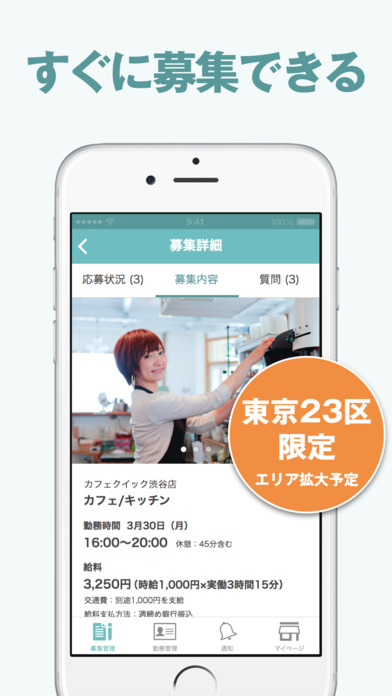 すぐに募集できる
9:41
100%
募集詳細
応募状況 (3)
募集内容
質問 (3)
東京23区
限定
エリア拡大予定
カフェクイック渋谷店
カフェ/キッチン
勤務時間 3月30日（月）
16:00〜20:00 休憩：45分含む
給料
3,250円（時給1,000円×実働3時間15分）
交通費：別途1,000円を支給
給料支払方法：週締め銀行振込
募集管理
勤務管理
通知
マイページ